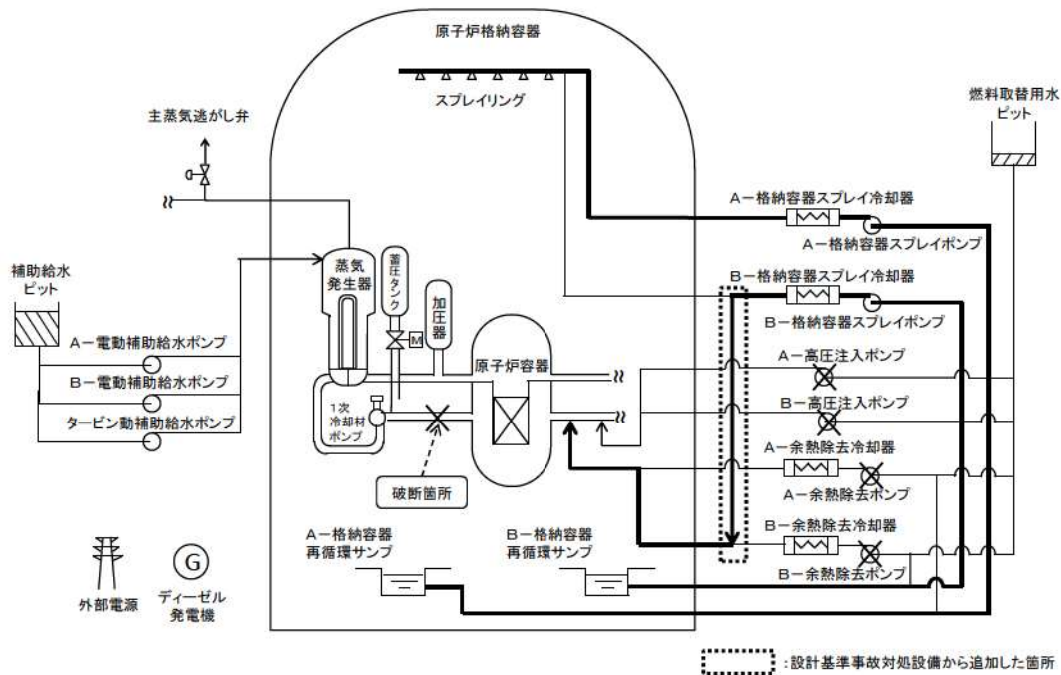 原子炉格納容器
スプレイリング
主蒸気逃がし弁
燃料取替用水
ピット
A－格納容器スプレイ冷却器
A－格納容器スプレイポンプ
B－格納容器スプレイ冷却器
B－格納容器スプレイポンプ
補助給水
ピット
蒸気
発生器
蓄圧タンク
M
加圧器
原子炉容器
A－電動補助給水ポンプ
B－電動補助給水ポンプ
タービン動補助給水ポンプ
1次
冷却材
ポンプ
A－高圧注入ポンプ
B－高圧注入ポンプ
A－余熱除去冷却器
A－余熱除去ポンプ
B－余熱除去冷却器
B－余熱除去ポンプ
破断箇所
A－格納容器
再循環サンプ
B－格納容器
再循環サンプ
外部電源
G
ディーゼル
発電機
：設計基準事故対処設備から追加した箇所